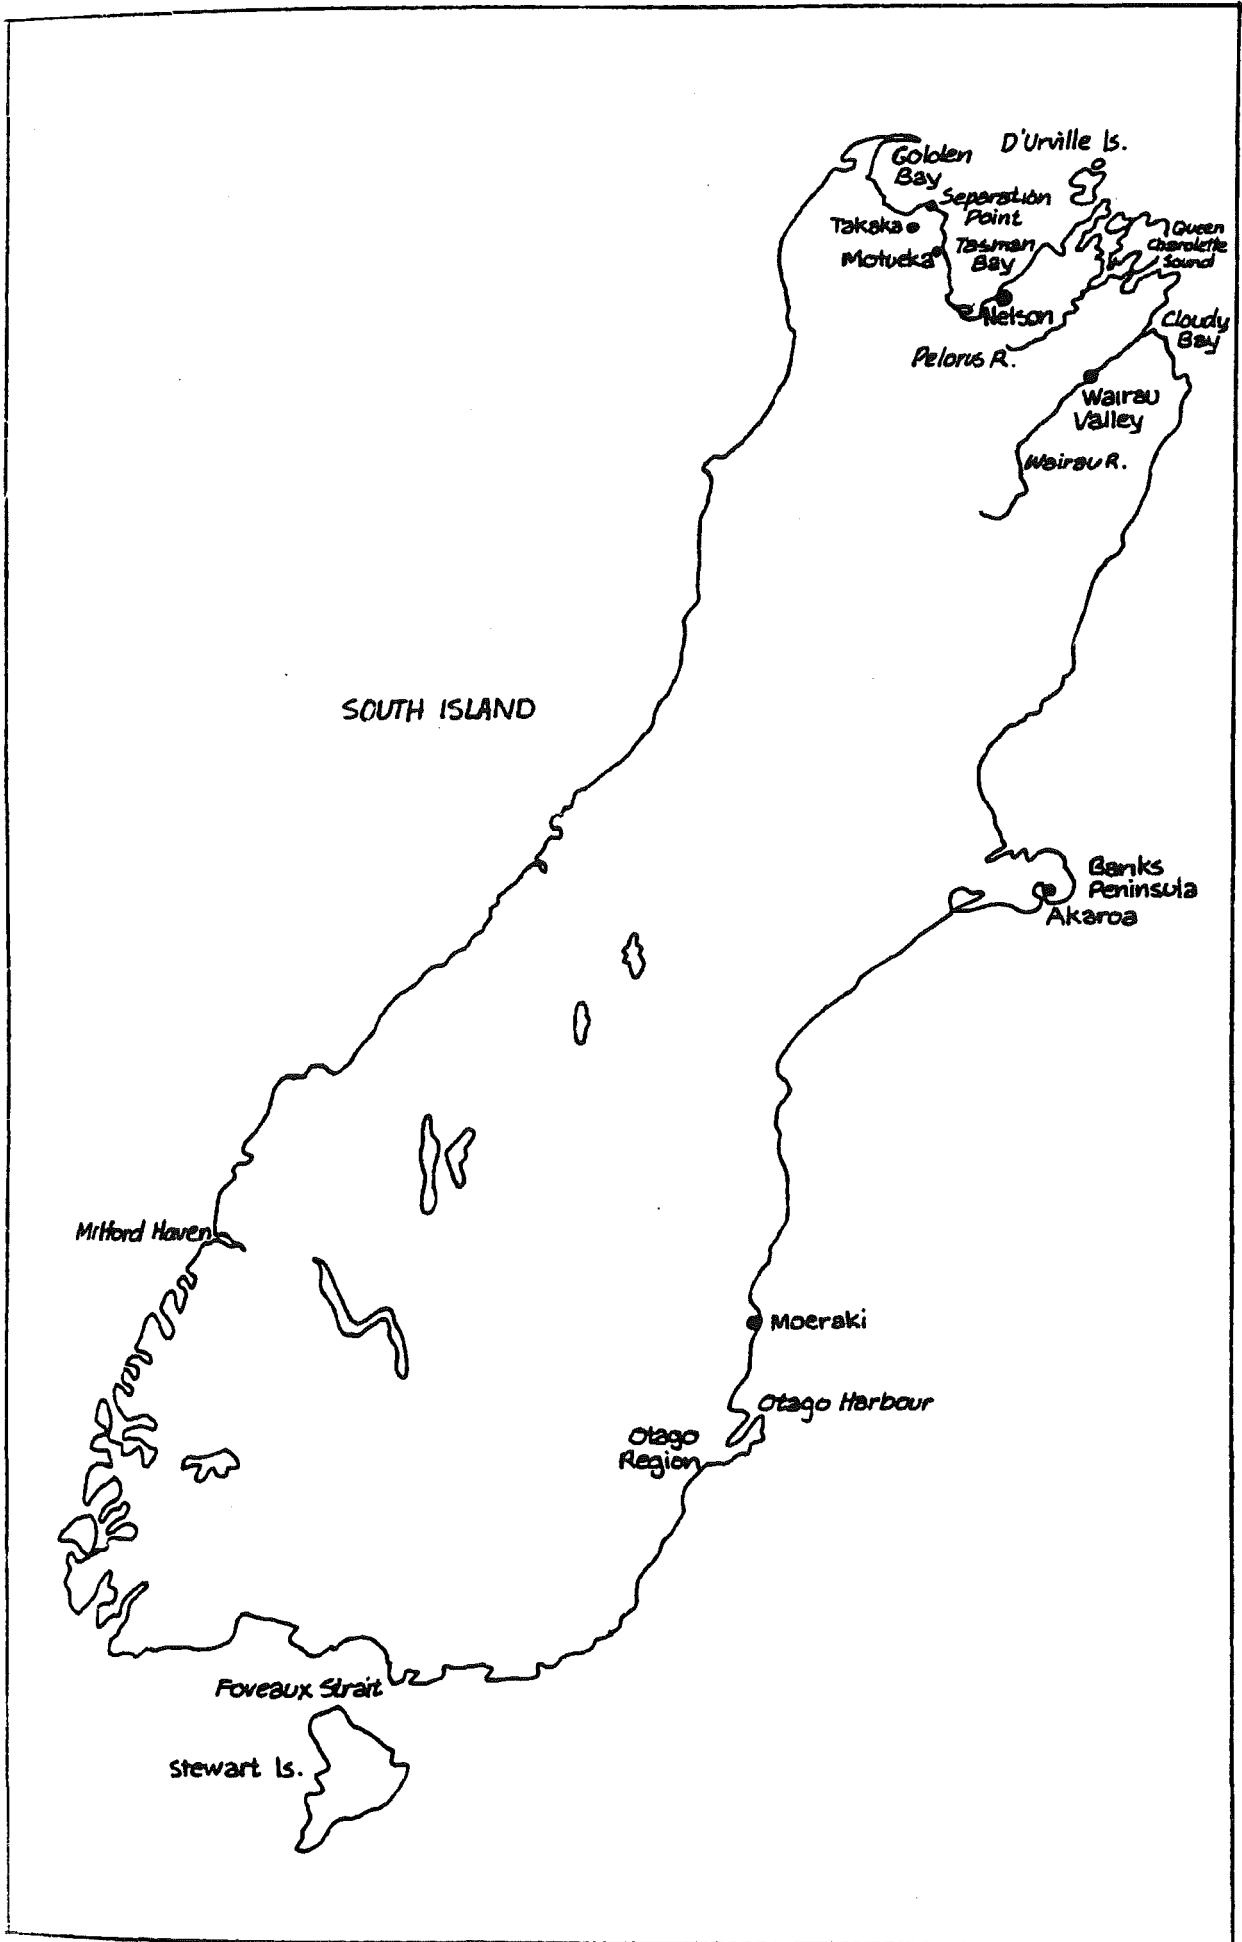 D'Urville Is.
Golden
Bay
Separation
Point
Takaka
Motueka
Tasman
Bay
Queen
Charolette
Sound
Nelson
Cloudy
Bay
Pelorus R.
Wairau
Valley
Wairau R.
SOUTH ISLAND
Banks
Peninsula
Akaroa
Milford Haven
Moeraki
Otago Harbour
Otago
Region
Foveaux Strait
Stewart Is.